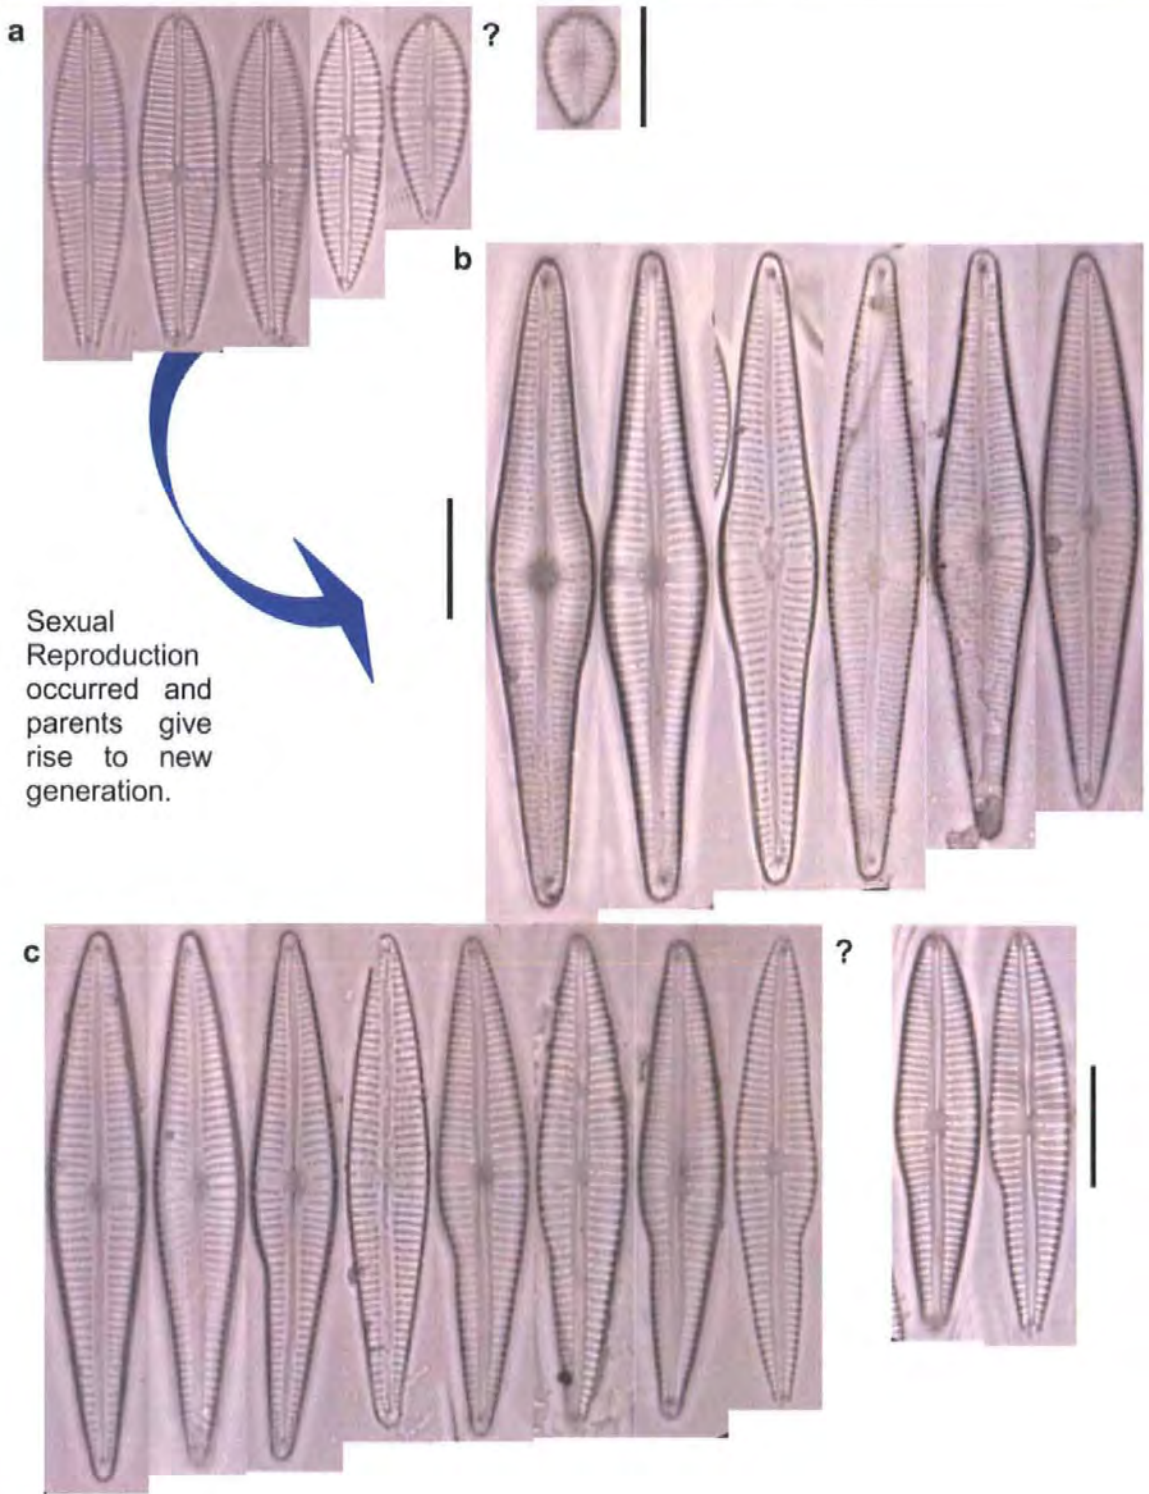 a
?
b
Sexual
Reproduction
occurred and
parents give
rise to new
generation.
c
?